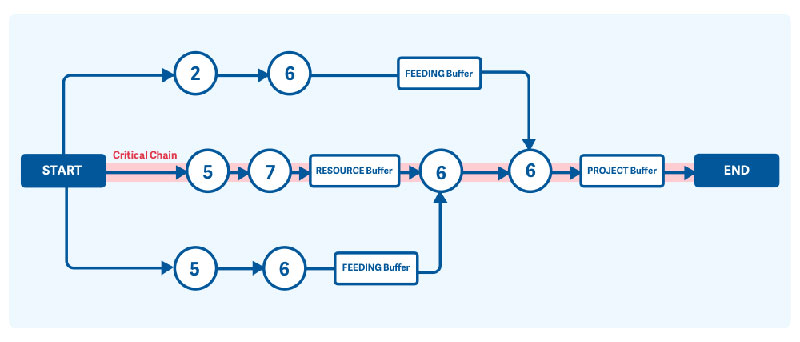 2
6
FEEDING Buffer
Critical Chain
START
5
7
RESOURCE Buffer
6
6
PROJECT Buffer
END
5
6
FEEDING Buffer